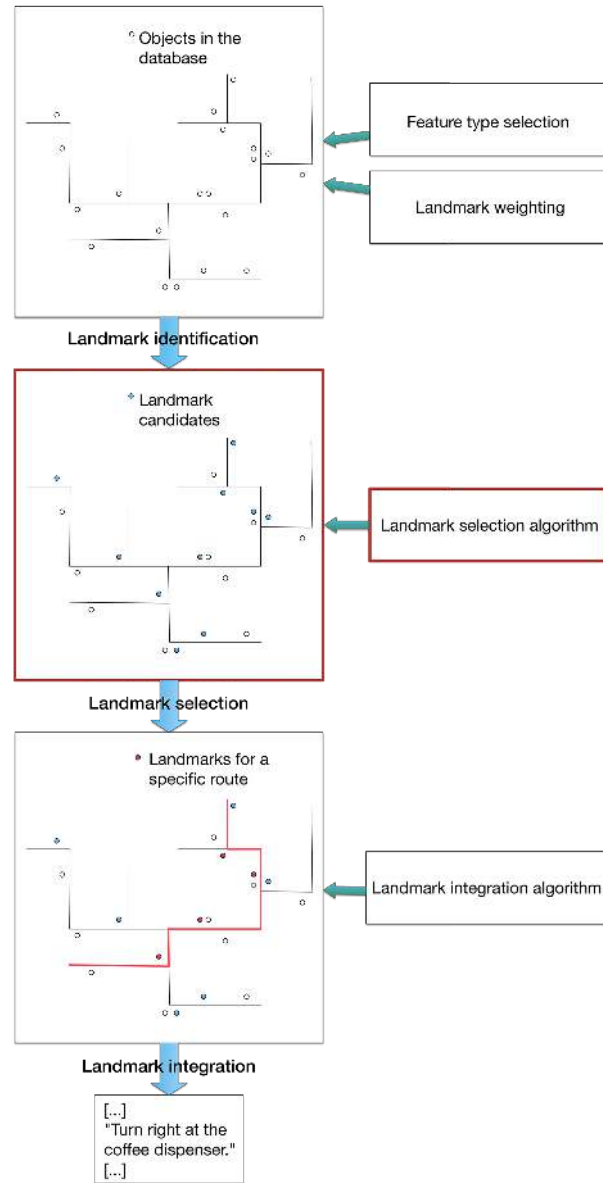 Objects in the
database
Feature type selection
Landmark weighting
Landmark identification
Landmark
candidates
Landmark selection algorithm
Landmark selection
Landmarks for a
specific route
Landmark integration algorithm
Landmark integration
[...]
"Turn right at the
coffee dispenser."
[...]